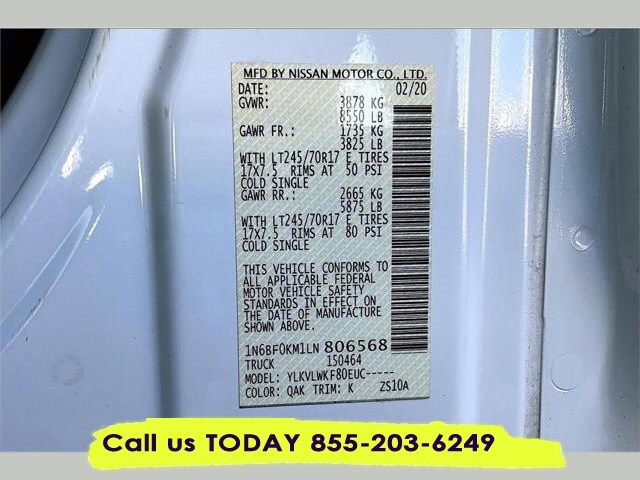 MFD BY NISSAN MOTOR CO., LTD.
DATE: 02/20
GVWR: 3878 KG
8550 LB
GAWR FR.: 1735 KG
3825 LB
WITH LT245/70R17 E TIRES
17X7.5 RIMS AT 50 PSI
COLD SINGLE
GAWR RR.: 2665 KG
5875 LB
WITH LT245/70R17 E TIRES
17X7.5 RIMS AT 80 PSI
COLD SINGLE
THIS VEHICLE CONFORMS TO
ALL APPLICABLE FEDERAL
MOTOR VEHICLE SAFETY
STANDARDS IN EFFECT ON
THE DATE OF MANUFACTURE
SHOWN ABOVE.
1N6BF0KM1LN 806568
TRUCK 150464
MODEL: YLKVLWKF80EUC-----
COLOR: QAK TRIM: K ZS10A
Call us TODAY 855-203-6249